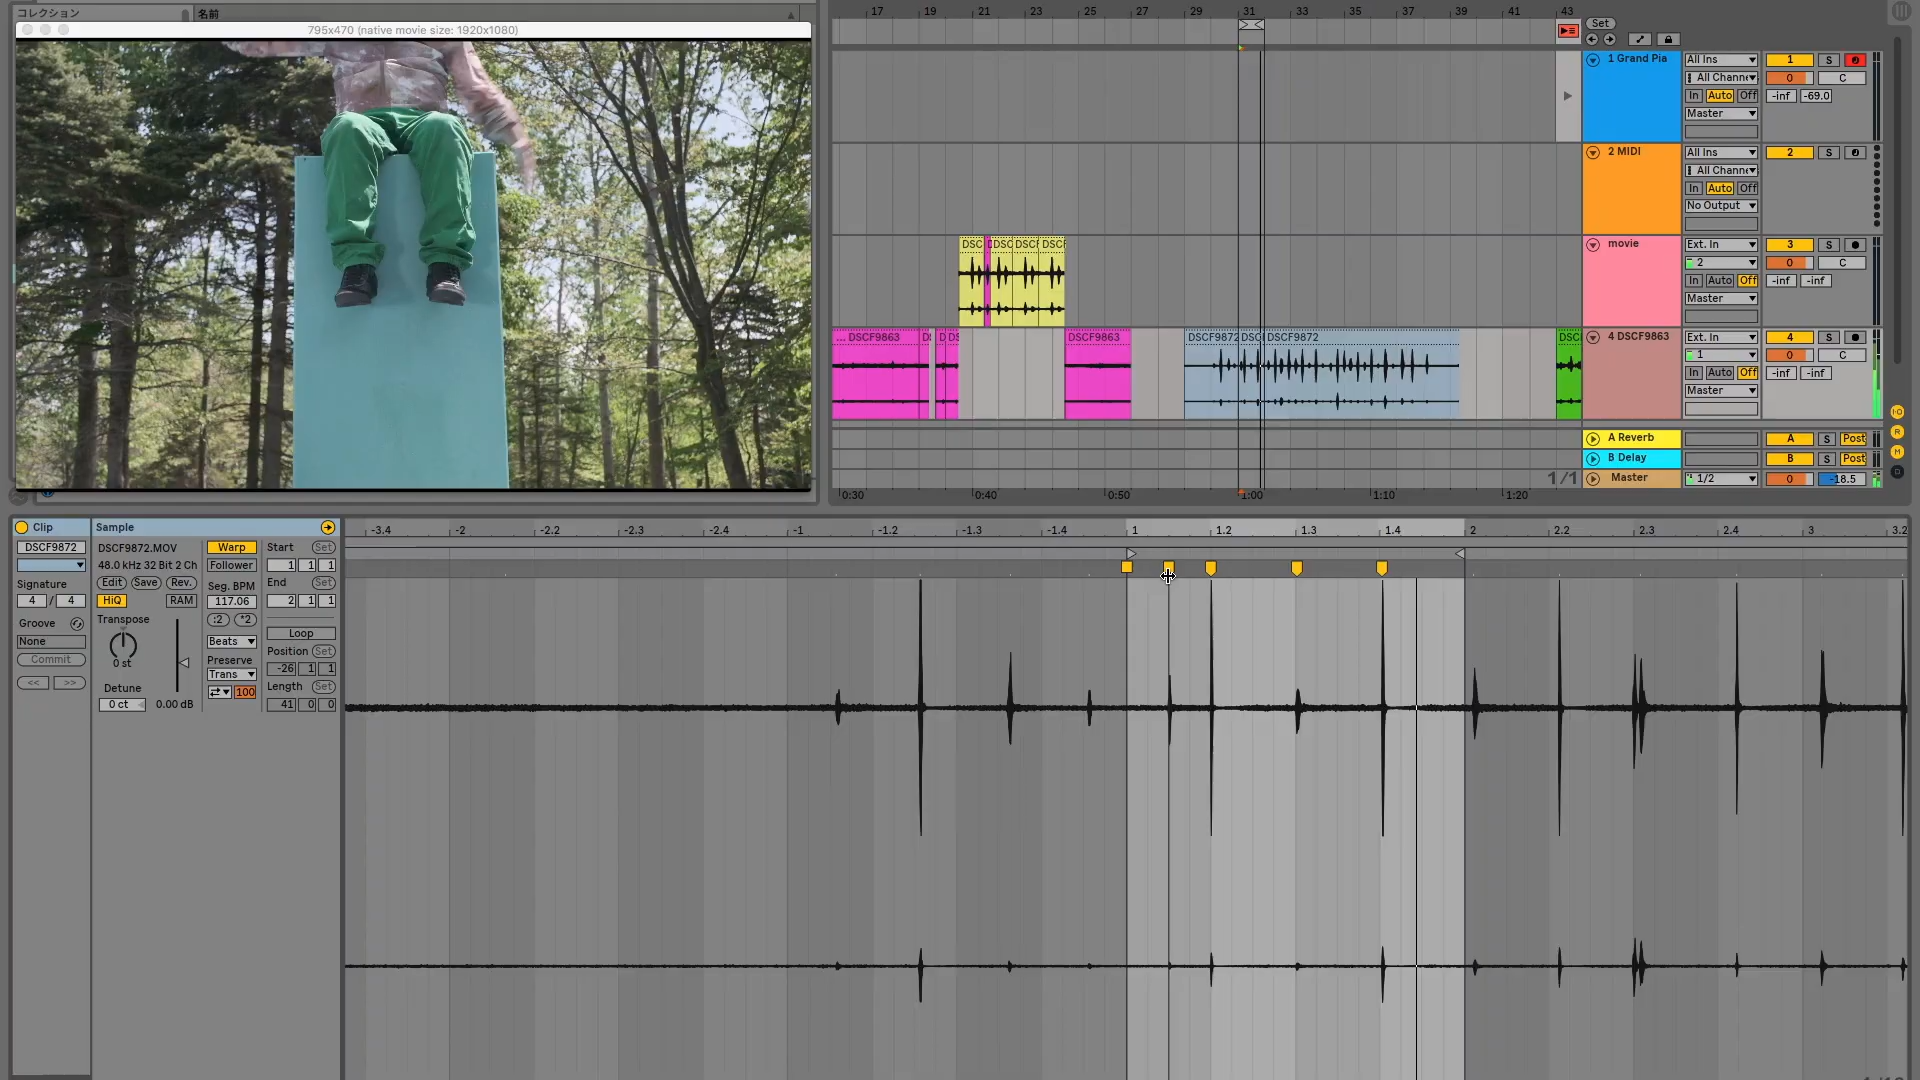 コレクション 名前
795x470 (native movie size: 1920x1080)
17 19 21 23 25 27 29 31 33 35 37 39 41 43
Set
1 Grand Pia All Ins 1 S
All Channe 0 C
In Auto Off -inf -69.0
Master
2 MIDI All Ins 2 S
All Channe
In Auto Off
No Output
DSC DSC DSCF DSCF movie Ext. In 3 S
2 0 C
In Auto Off -inf -inf
Master
... DSCF9863 D DS DSCF9863 DSCF9872 DSCF DSCF9872 DSCF 4 DSCF9863 Ext. In 4 S
1 0 C
In Auto Off -inf -inf
Master
A Reverb A S Post
B Delay B S Post
1/1 Master 1/2 0 -18.5
0:30 0:40 0:50 1:00 1:10 1:20
Clip Sample
-3.4 -2 -2.2 -2.3 -2.4 -1 -1.2 -1.3 -1.4 1 1.2 1.3 1.4 2 2.2 2.3 2.4 3 3.2
DSCF9872 DSCF9872.MOV Warp Start Set
48.0 kHz 32 Bit 2 Ch Follower 1 1 1
Signature Edit Save Rev. Seg. BPM End Set
4 / 4 HiQ RAM 117.06 2 1 1
Groove Transpose :2 *2
None Beats Loop
Commit 0 st Preserve Position Set
<< >> Trans -26 1 1
Detune 100 Length Set
0 ct 0.00 dB 41 0 0